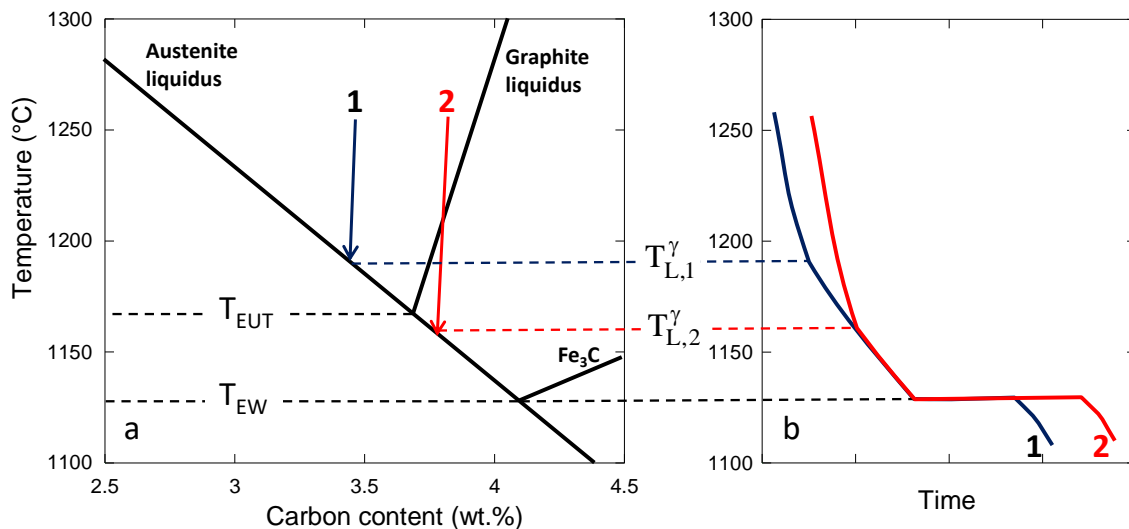 1300
1250
1200
1150
1100
2.5
3
3.5
4
4.5
Temperature (°C)
Carbon content (wt.%)
Austenite
liquidus
Graphite
liquidus
1
2
T_EUT
T_EW
Fe₃C
a
T^γ_L,1
T^γ_L,2
1300
1250
1200
1150
1100
b
1
2
Time